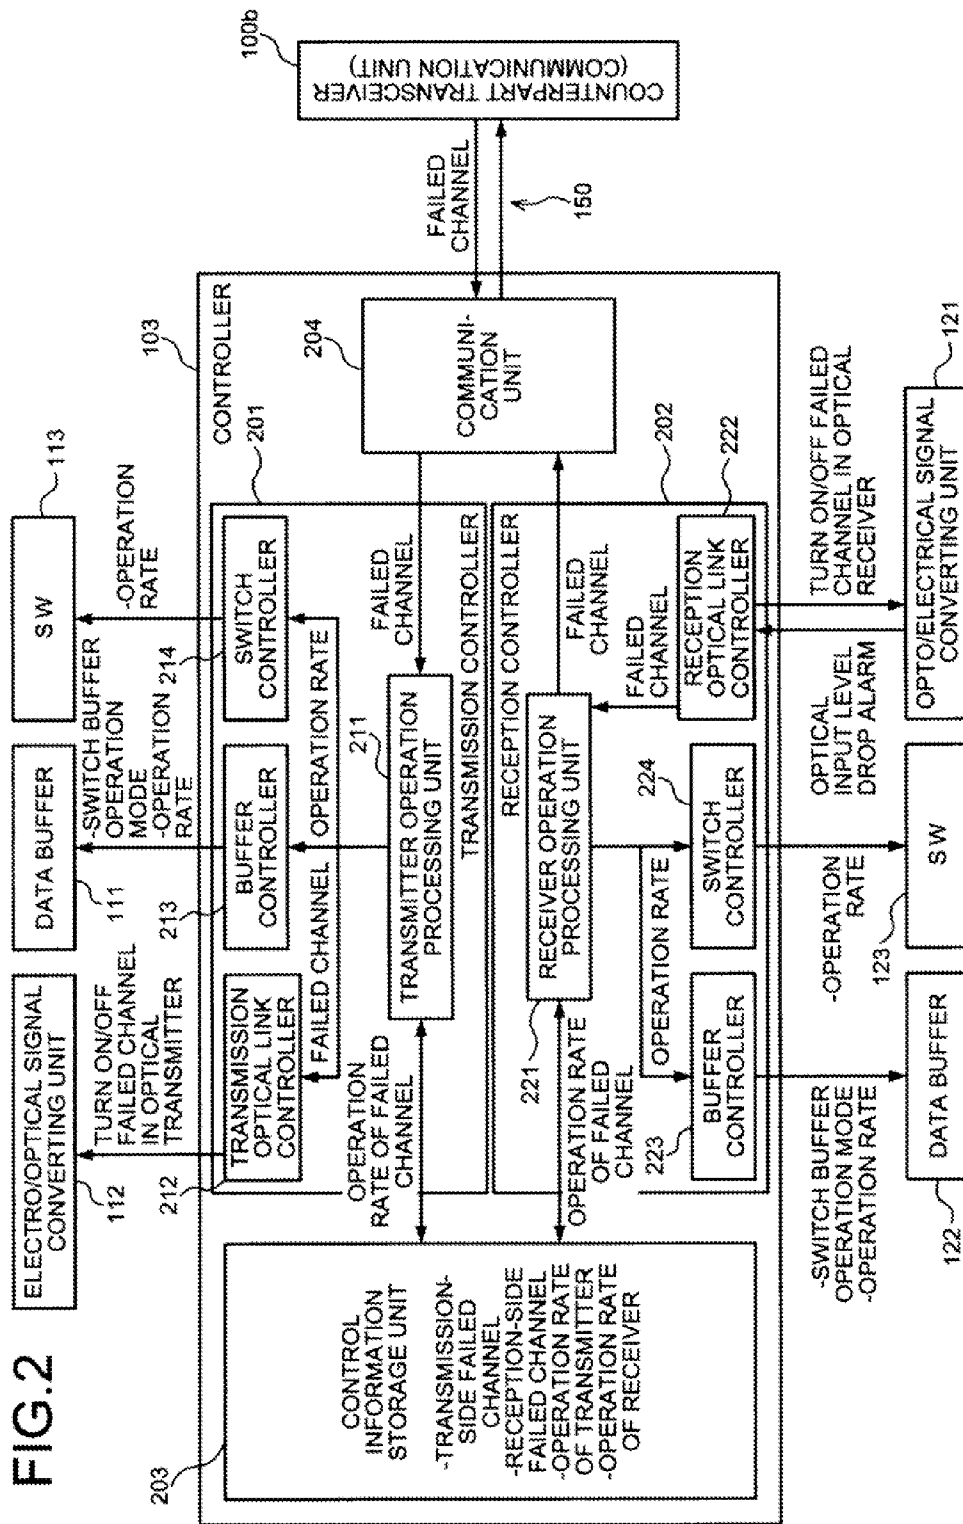 FIG.2
ELECTRO/OPTICAL SIGNAL
CONVERTING UNIT
112
DATA BUFFER
111
SW
113
TURN ON/OFF
FAILED CHANNEL
IN OPTICAL
TRANSMITTER
-SWITCH BUFFER
OPERATION
MODE
-OPERATION
RATE
-OPERATION
RATE
103
CONTROLLER
203
CONTROL
INFORMATION
STORAGE UNIT
-TRANSMISSION-
SIDE FAILED
CHANNEL
-RECEPTION-SIDE
FAILED CHANNEL
-OPERATION RATE
OF TRANSMITTER
-OPERATION RATE
OF RECEIVER
212
TRANSMISSION
OPTICAL LINK
CONTROLLER
213
BUFFER
CONTROLLER
214
SWITCH
CONTROLLER
201
FAILED CHANNEL
OPERATION RATE
OPERATION
RATE OF FAILED
CHANNEL
211
TRANSMITTER OPERATION
PROCESSING UNIT
FAILED
CHANNEL
TRANSMISSION CONTROLLER
204
COMMUNI-
CATION
UNIT
FAILED
CHANNEL
150
100b
COUNTERPART TRANSCEIVER
(COMMUNICATION UNIT)
RECEPTION CONTROLLER
202
221
RECEIVER OPERATION
PROCESSING UNIT
FAILED
CHANNEL
OPERATION RATE
OF FAILED
CHANNEL
OPERATION RATE
FAILED
CHANNEL
223
BUFFER
CONTROLLER
224
SWITCH
CONTROLLER
222
RECEPTION
OPTICAL LINK
CONTROLLER
-SWITCH BUFFER
OPERATION MODE
-OPERATION RATE
-OPERATION
RATE
OPTICAL
INPUT LEVEL
DROP ALARM
TURN ON/OFF FAILED
CHANNEL IN OPTICAL
RECEIVER
122
DATA BUFFER
123
SW
121
OPTO/ELECTRICAL SIGNAL
CONVERTING UNIT